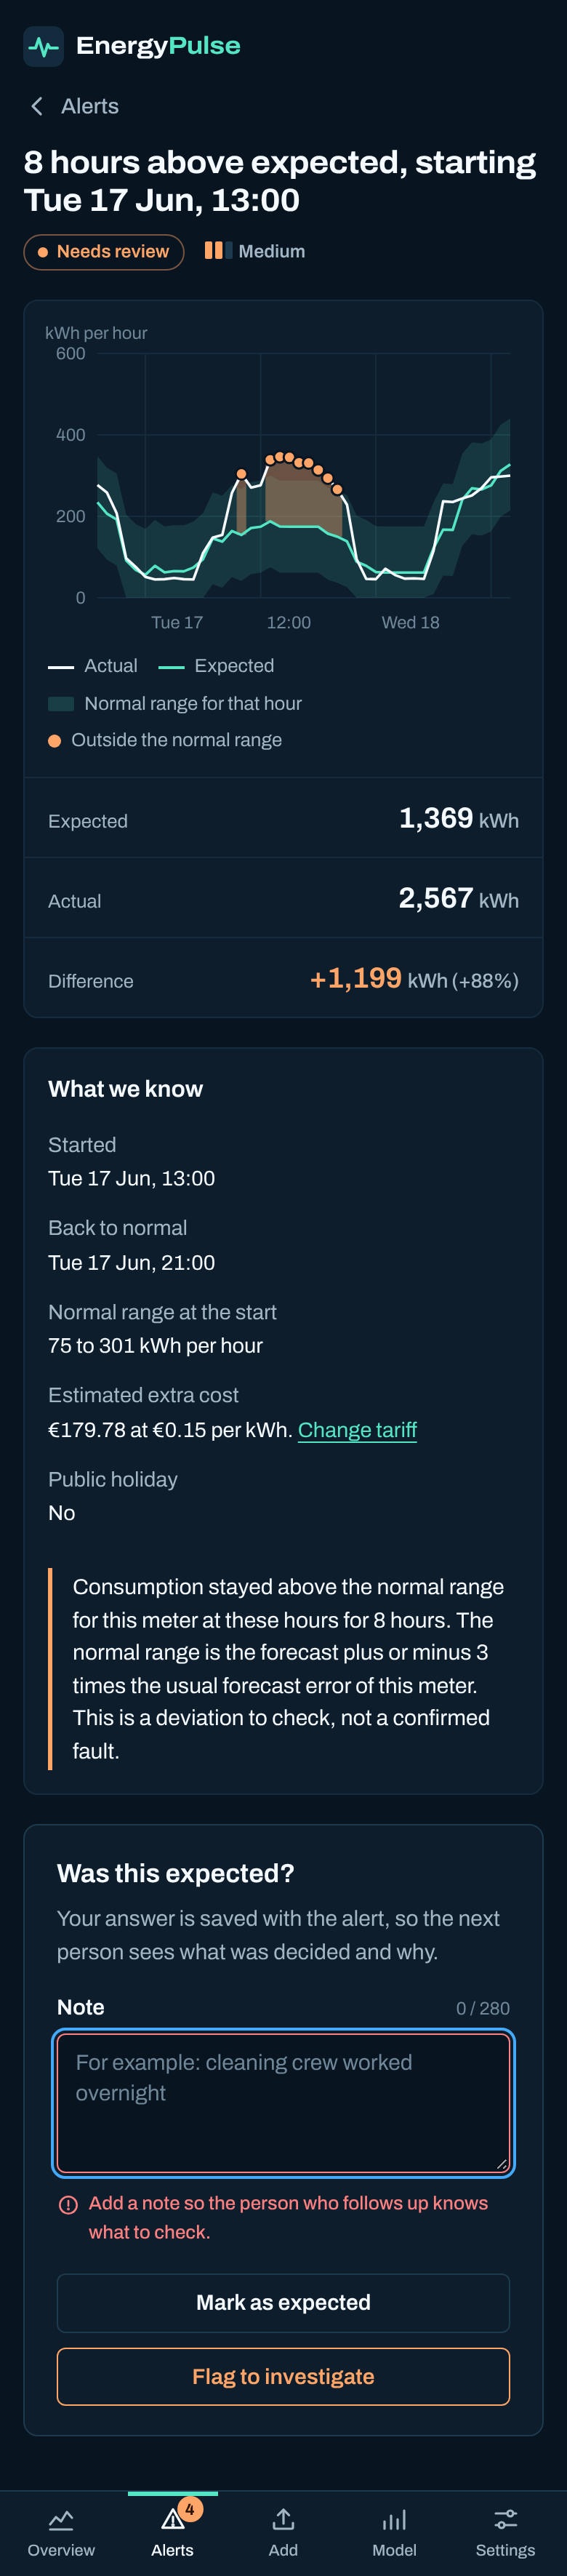 EnergyPulse
Alerts
8 hours above expected, starting
Tue 17 Jun, 13:00
Needs review
Medium
kWh per hour
600
400
200
0
Tue 17
12:00
Wed 18
Actual
Expected
Normal range for that hour
Outside the normal range
Expected
1,369 kWh
Actual
2,567 kWh
Difference
+1,199 kWh (+88%)
What we know
Started
Tue 17 Jun, 13:00
Back to normal
Tue 17 Jun, 21:00
Normal range at the start
75 to 301 kWh per hour
Estimated extra cost
€179.78 at €0.15 per kWh. Change tariff
Public holiday
No
Consumption stayed above the normal range
for this meter at these hours for 8 hours. The
normal range is the forecast plus or minus 3
times the usual forecast error of this meter.
This is a deviation to check, not a confirmed
fault.
Was this expected?
Your answer is saved with the alert, so the next
person sees what was decided and why.
Note
0 / 280
For example: cleaning crew worked
overnight
Add a note so the person who follows up knows
what to check.
Mark as expected
Flag to investigate
4
Overview
Alerts
Add
Model
Settings